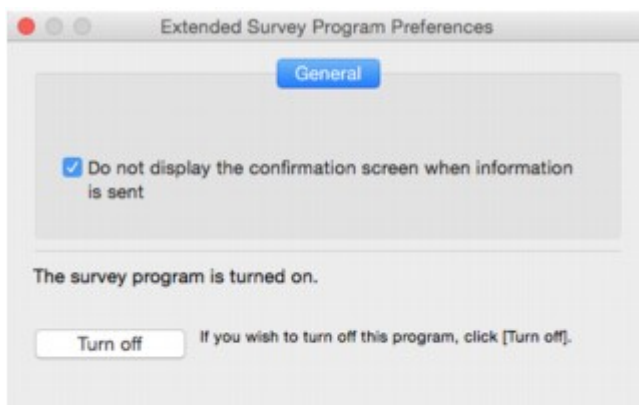 Extended Survey Program Preferences
General
Do not display the confirmation screen when information
is sent
The survey program is turned on.
Turn off
If you wish to turn off this program, click [Turn off].